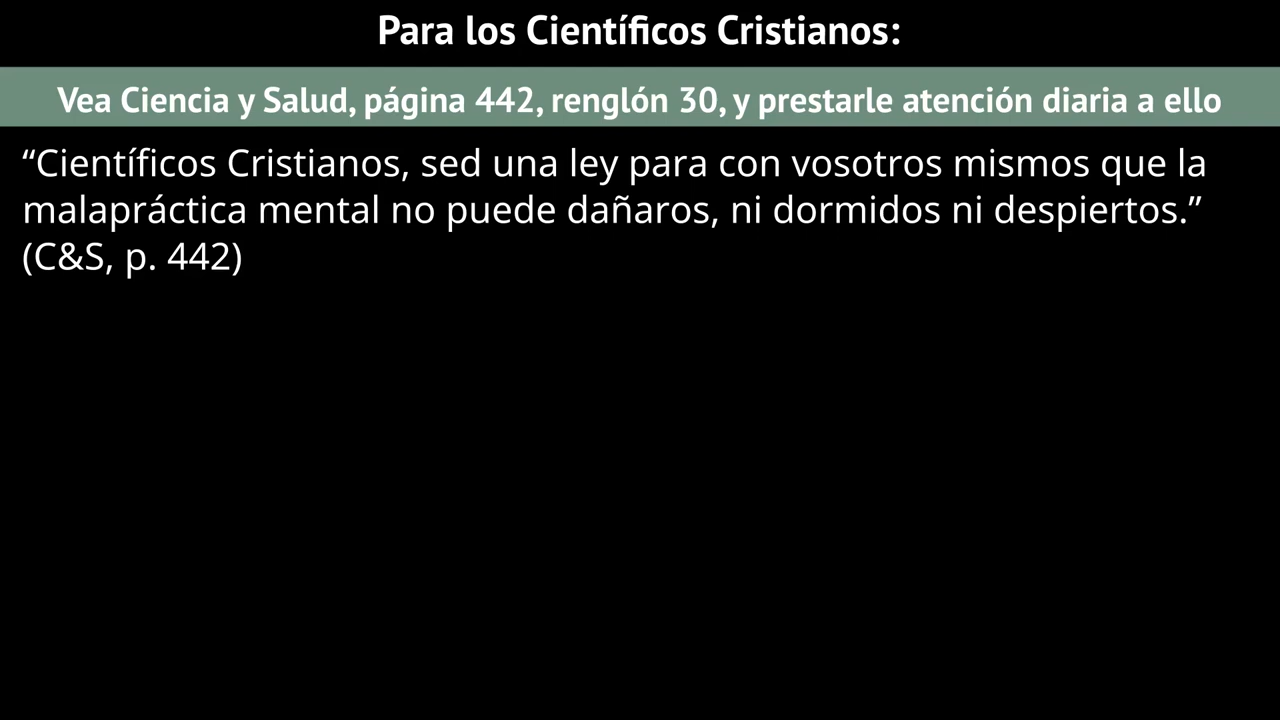 Para los Científicos Cristianos:
Vea Ciencia y Salud, página 442, renglón 30, y prestarle atención diaria a ello
“Científicos Cristianos, sed una ley para con vosotros mismos que la
malapráctica mental no puede dañaros, ni dormidos ni despiertos.”
(C&S, p. 442)